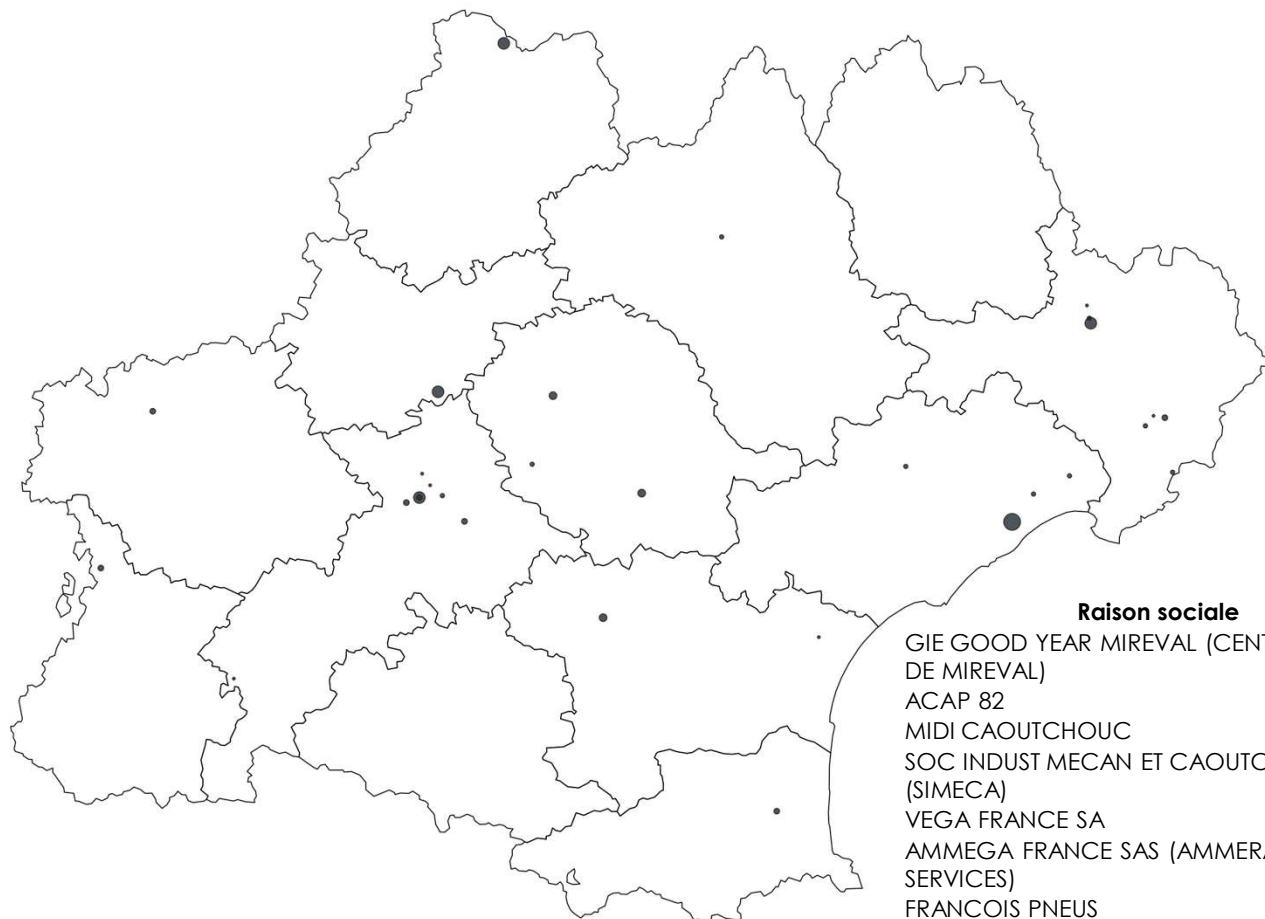 Raison sociale
GIE GOOD YEAR MIREVAL (CENT
DE MIREVAL)
ACAP 82
MIDI CAOUTCHOUC
SOC INDUST MECAN ET CAOUTC
(SIMECA)
VEGA FRANCE SA
AMMEGA FRANCE SAS (AMMERA
SERVICES)
FRANCOIS PNEUS